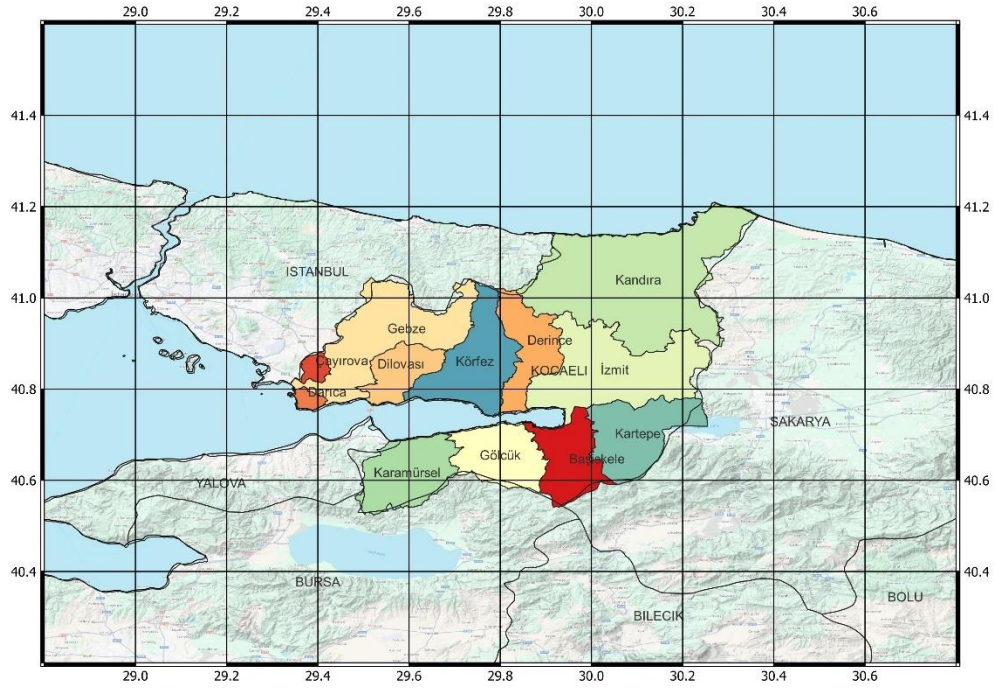 29.0 29.2 29.4 29.6 29.8 30.0 30.2 30.4 30.6
41.4 41.4
41.2 41.2
ISTANBUL
Kandıra
41.0 41.0
Gebze
Derince
Çayırova
Dilovası
Körfez
KOCAELI
İzmit
40.8 40.8
Darıca
SAKARYA
Kartepe
Gölcük
Başiskele
Karamürsel
40.6 40.6
YALOVA
40.4 40.4
BURSA
BOLU
BILECIK
29.0 29.2 29.4 29.6 29.8 30.0 30.2 30.4 30.6